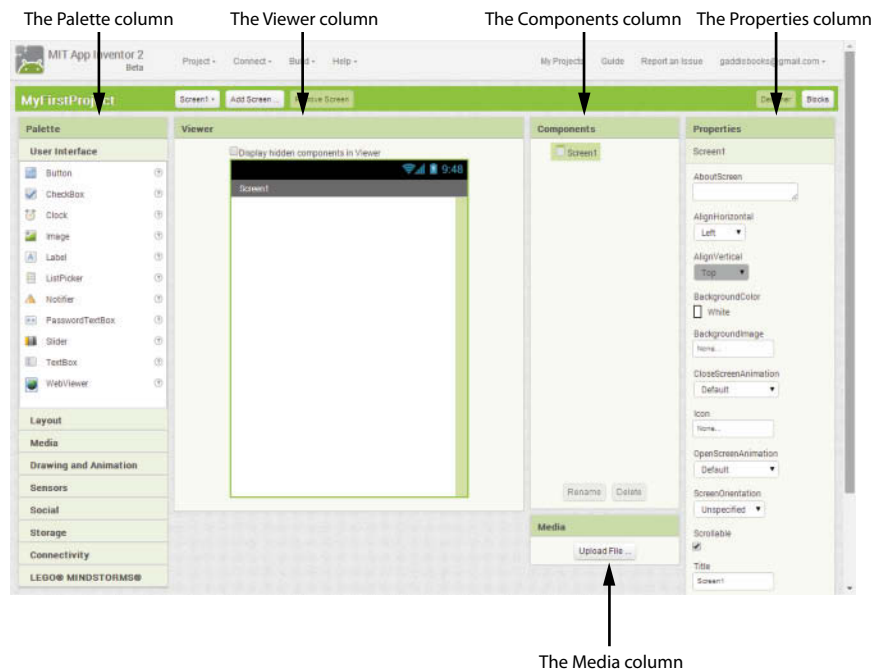 The Palette column
The Viewer column
The Components column
The Properties column
MIT App Inventor 2
Beta
Project
Connect
Build
Help
My Projects
Guide
Report an Issue
gaddisbooks@gmail.com
MyFirstProject
Screen1
Add Screen ...
Remove Screen
Designer
Blocks
Palette
User Interface
Button
CheckBox
Clock
Image
Label
ListPicker
Notifier
PasswordTextBox
Slider
TextBox
WebViewer
Layout
Media
Drawing and Animation
Sensors
Social
Storage
Connectivity
LEGO® MINDSTORMS®
Viewer
Display hidden components in Viewer
9:48
Screen1
Components
Screen1
Rename
Delete
Media
Upload File ...
Properties
Screen1
AboutScreen
AlignHorizontal
Left
AlignVertical
Top
BackgroundColor
White
BackgroundImage
None...
CloseScreenAnimation
Default
Icon
None...
OpenScreenAnimation
Default
ScreenOrientation
Unspecified
Scrollable
Title
Screen1
The Media column